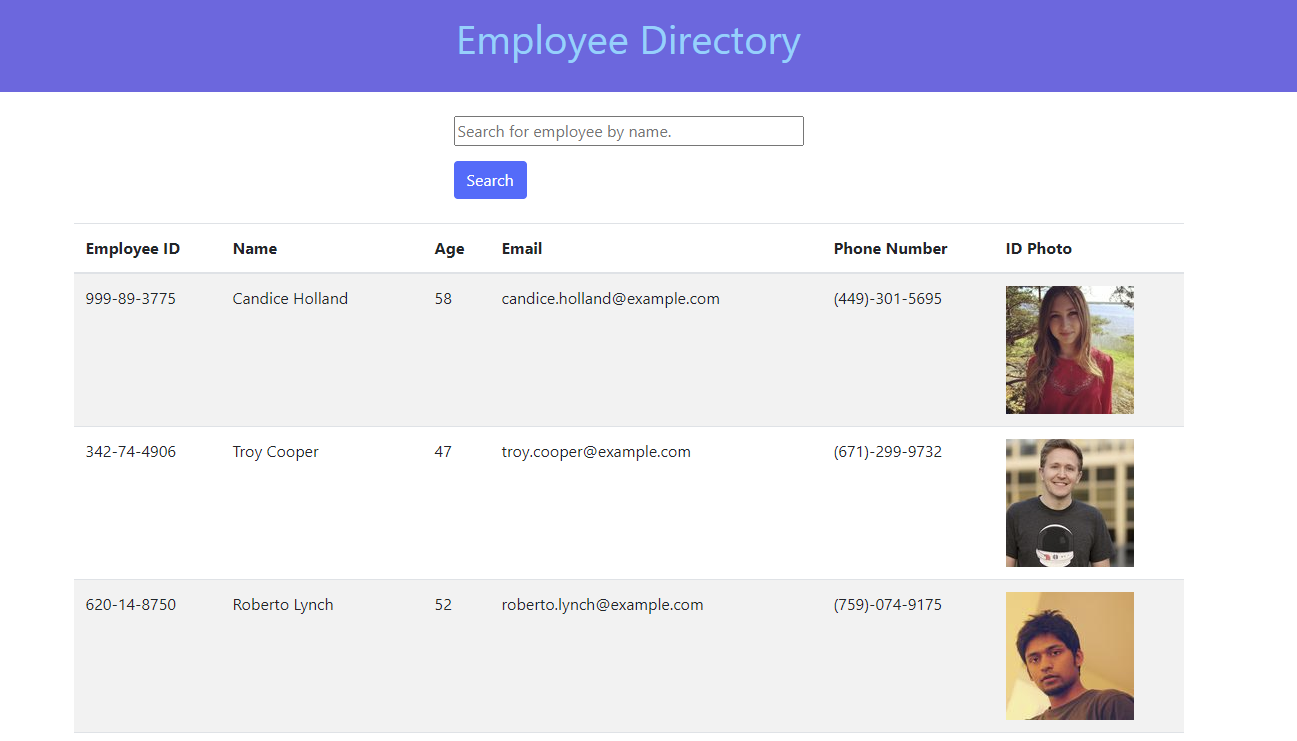 Employee Directory
Search for employee by name.
Search
Employee ID Name Age Email Phone Number ID Photo
999-89-3775 Candice Holland 58 candice.holland@example.com (449)-301-5695
342-74-4906 Troy Cooper 47 troy.cooper@example.com (671)-299-9732
620-14-8750 Roberto Lynch 52 roberto.lynch@example.com (759)-074-9175